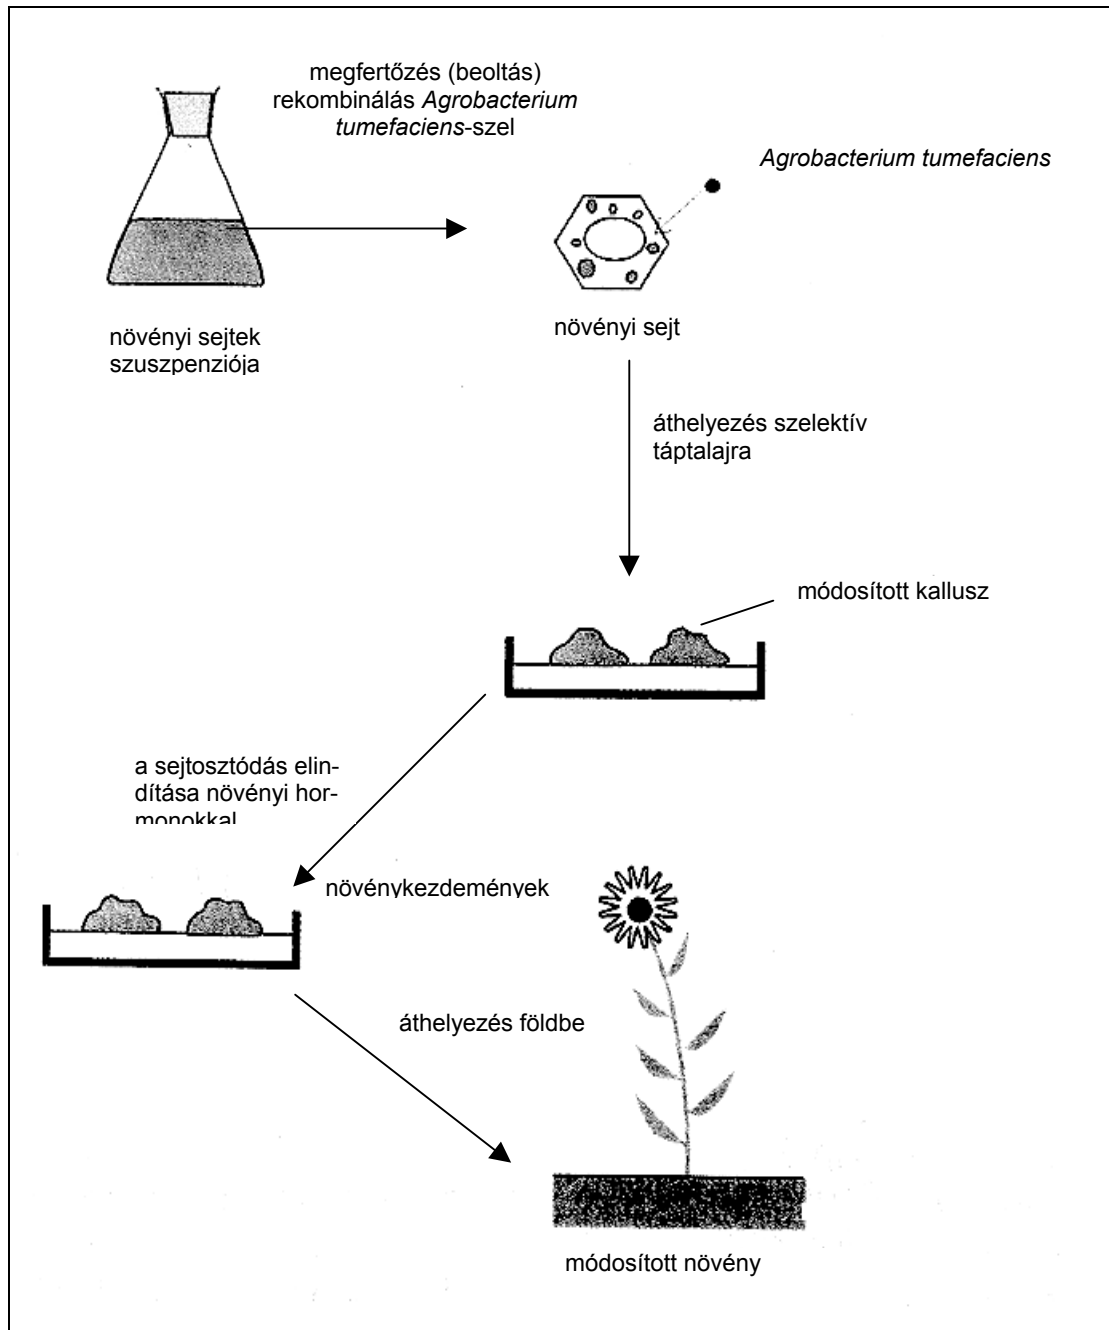 megfertőzés (beoltás)
rekombinálás Agrobacterium
tumefaciens-szel
Agrobacterium tumefaciens
növényi sejtek
szuszpenziója
növényi sejt
áthelyezés szelektív
táptalajra
módosított kallusz
a sejtosztódás elin-
dítása növényi hor-
monokkal
növénykezdemények
áthelyezés földbe
módosított növény